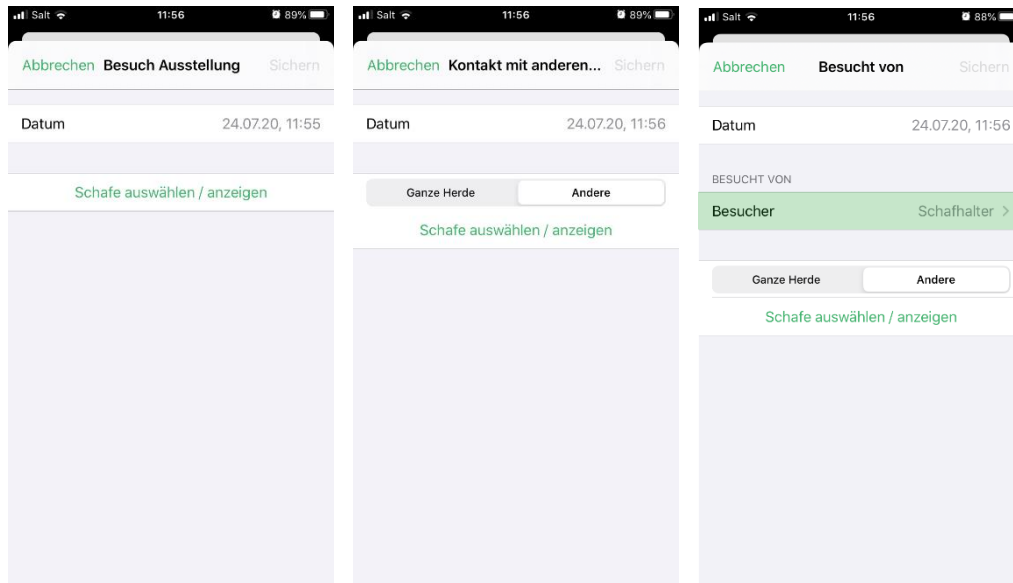 Salt 11:56 89%
Abbrechen Besuch Ausstellung Sichern
Datum 24.07.20, 11:55
Schafe auswählen / anzeigen
Salt 11:56 89%
Abbrechen Kontakt mit anderen... Sichern
Datum 24.07.20, 11:56
Ganze Herde Andere
Schafe auswählen / anzeigen
Salt 11:56 88%
Abbrechen Besucht von Sichern
Datum 24.07.20, 11:56
BESUCHT VON
Besucher Schafhalter >
Ganze Herde Andere
Schafe auswählen / anzeigen